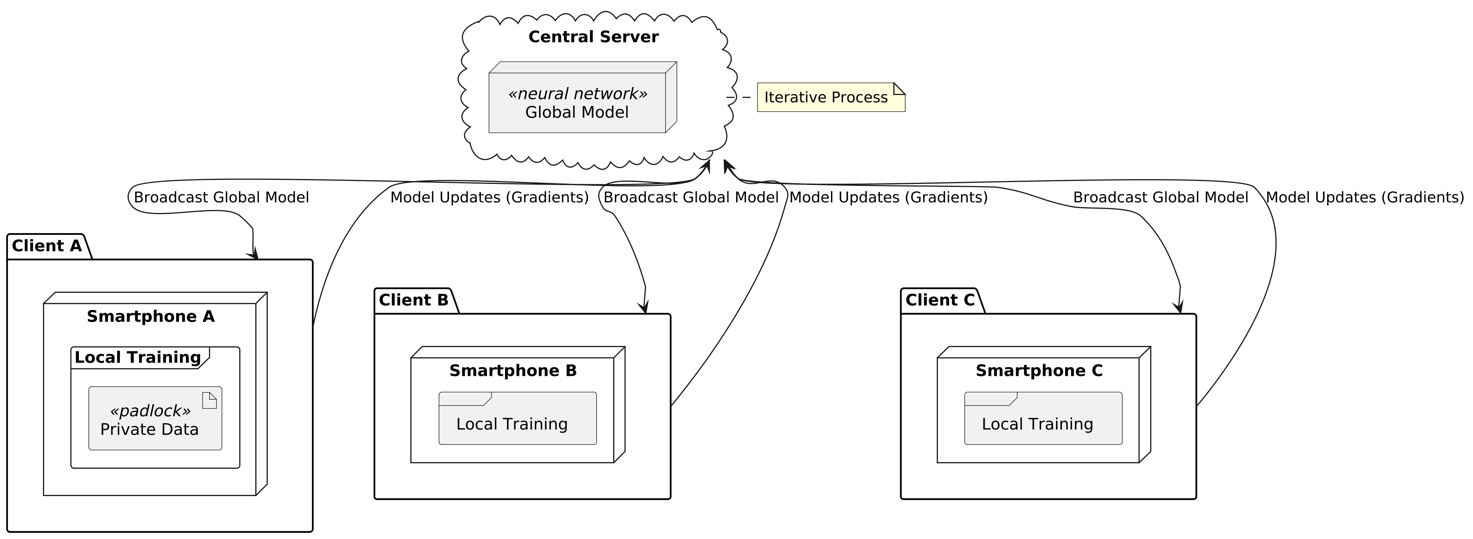 Central Server
«neural network»
Global Model
Iterative Process
Broadcast Global Model
Model Updates (Gradients)
Broadcast Global Model
Model Updates (Gradients)
Broadcast Global Model
Model Updates (Gradients)
Client A
Smartphone A
Local Training
«padlock»
Private Data
Client B
Smartphone B
Local Training
Client C
Smartphone C
Local Training